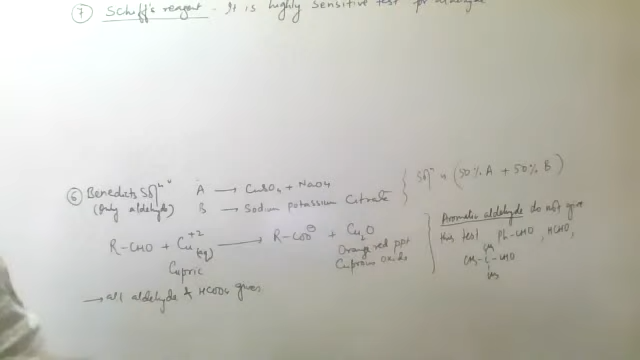 ⑦ Schiff's reagent - It is highly sensitive test for aldehyde
⑥ Benedicts Solⁿ
(Only aldehyde)
A → CuSO₄ + NaOH
B → Sodium potassium Citrate
Solⁿ (50% A + 50% B)
R-CHO + Cu⁺²(aq) → R-COO⊖ + Cu₂O
Cupric
Orange red ppt
Cuprous Oxide
→ all aldehyde & HCOOH gives
Aromatic aldehyde do not give
this test Ph-CHO, HCHO,
CH₃
CH₃-C-CHO
CH₃